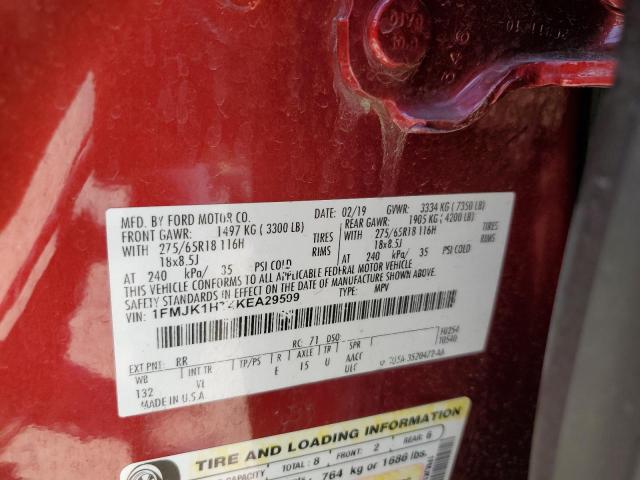 MFD. BY FORD MOTOR CO.
DATE: 02/19 GVWR: 3334 KG (7350 LB)
FRONT GAWR: 1497 KG (3300 LB) REAR GAWR: 1905 KG (4200 LB)
WITH 275/65R18 116H TIRES WITH 275/65R18 116H TIRES
18x8.5J RIMS 18x8.5J RIMS
AT 240 kPa/ 35 PSI COLD AT 240 kPa/ 35 PSI COLD
THIS VEHICLE CONFORMS TO ALL APPLICABLE FEDERAL MOTOR VEHICLE
SAFETY STANDARDS IN EFFECT ON THE DATE OF MANUFACTURE SHOWN ABOVE.
VIN: TYPE: MPV
EXT PNT: RR RC: 71 DSO:
WB INT TR TP/PS R AXLE TR SPR
132 E 15 U
MADE IN U.S.A.
TIRE AND LOADING INFORMATION
CAPACITY TOTAL: 8 FRONT: 2 REAR: 6
764 kg or 1686 lbs.